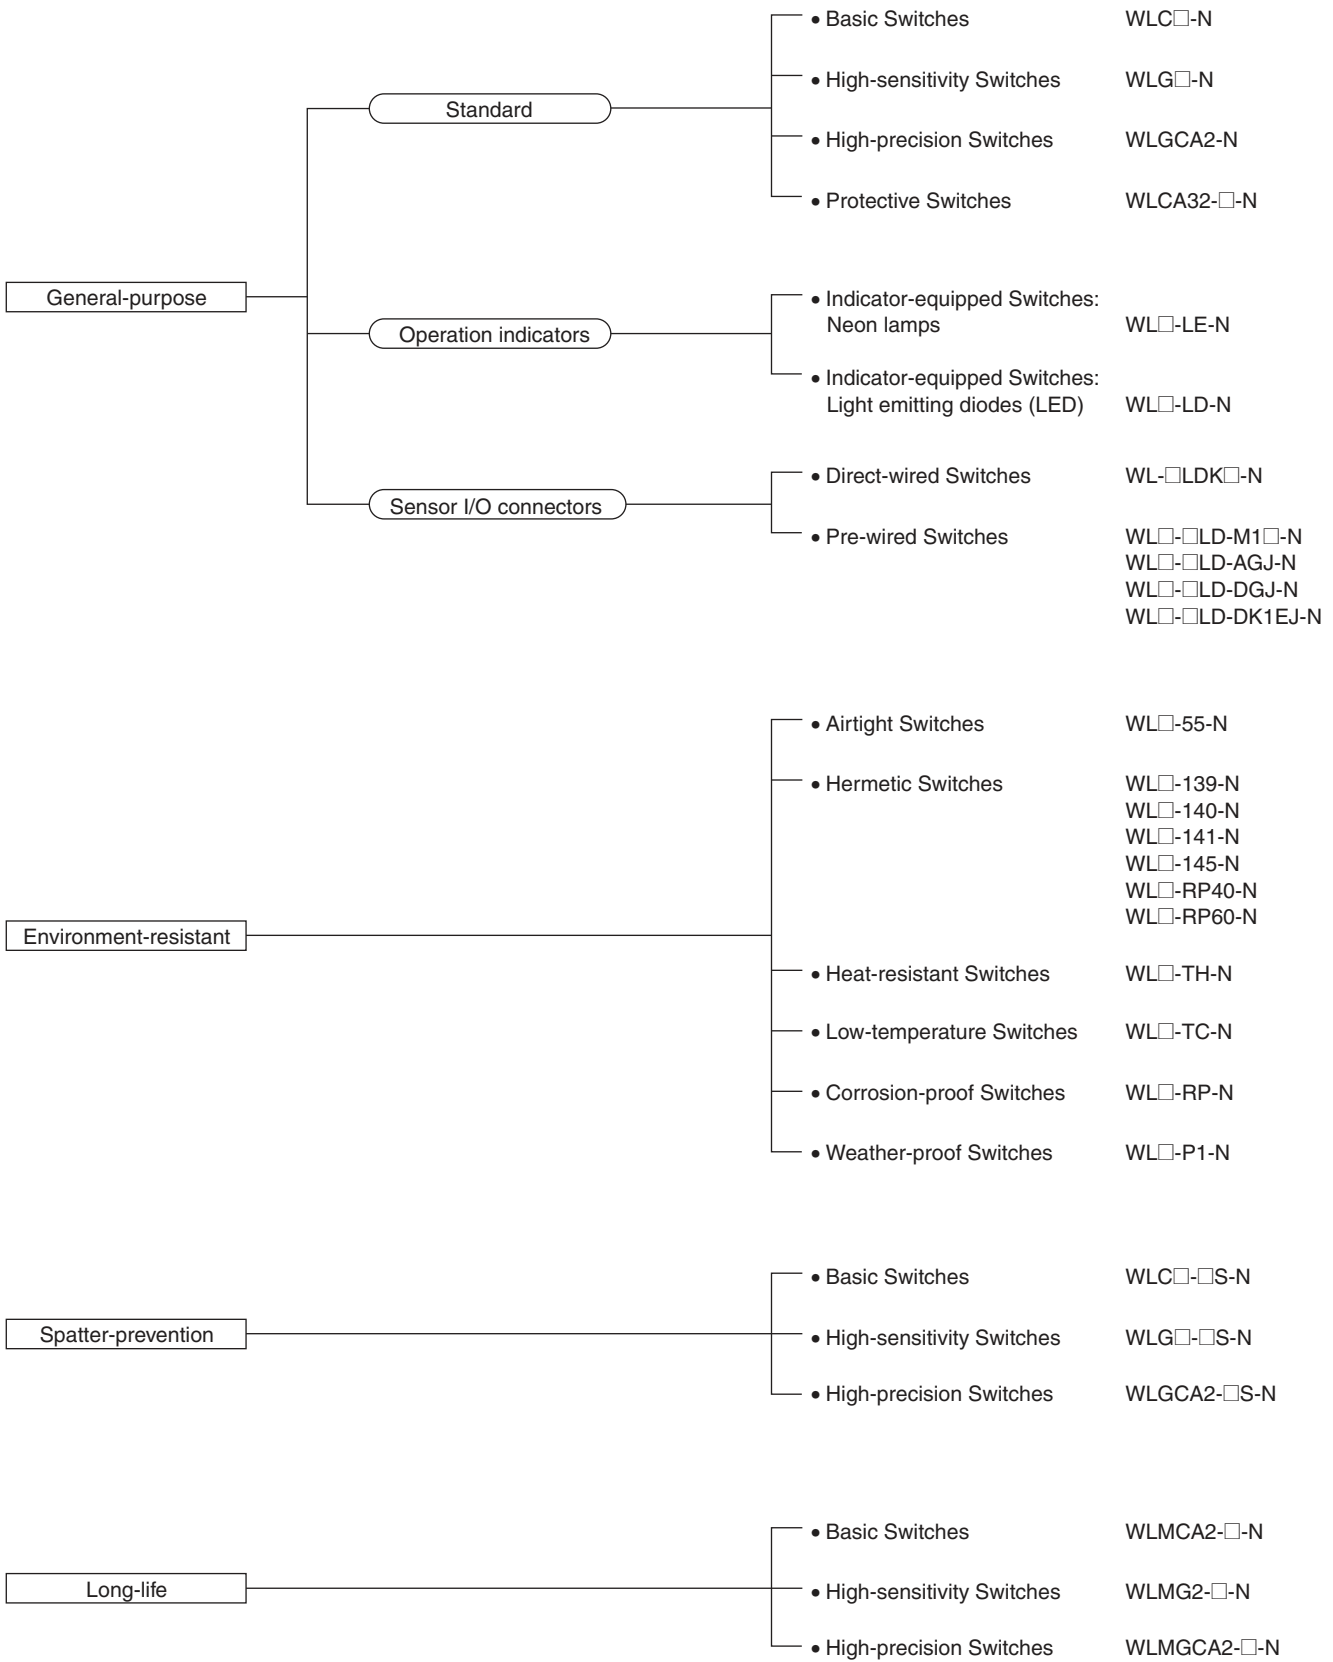 • Basic Switches WLC□-N
• High-sensitivity Switches WLG□-N
Standard
• High-precision Switches WLGCA2-N
• Protective Switches WLCA32-□-N
General-purpose
• Indicator-equipped Switches:
Neon lamps WL□-LE-N
Operation indicators
• Indicator-equipped Switches:
Light emitting diodes (LED) WL□-LD-N
• Direct-wired Switches WL-□LDK□-N
Sensor I/O connectors
• Pre-wired Switches WL□-□LD-M1□-N
WL□-□LD-AGJ-N
WL□-□LD-DGJ-N
WL□-□LD-DK1EJ-N
• Airtight Switches WL□-55-N
• Hermetic Switches WL□-139-N
WL□-140-N
WL□-141-N
WL□-145-N
WL□-RP40-N
WL□-RP60-N
Environment-resistant
• Heat-resistant Switches WL□-TH-N
• Low-temperature Switches WL□-TC-N
• Corrosion-proof Switches WL□-RP-N
• Weather-proof Switches WL□-P1-N
• Basic Switches WLC□-□S-N
Spatter-prevention
• High-sensitivity Switches WLG□-□S-N
• High-precision Switches WLGCA2-□S-N
• Basic Switches WLMCA2-□-N
Long-life
• High-sensitivity Switches WLMG2-□-N
• High-precision Switches WLMGCA2-□-N